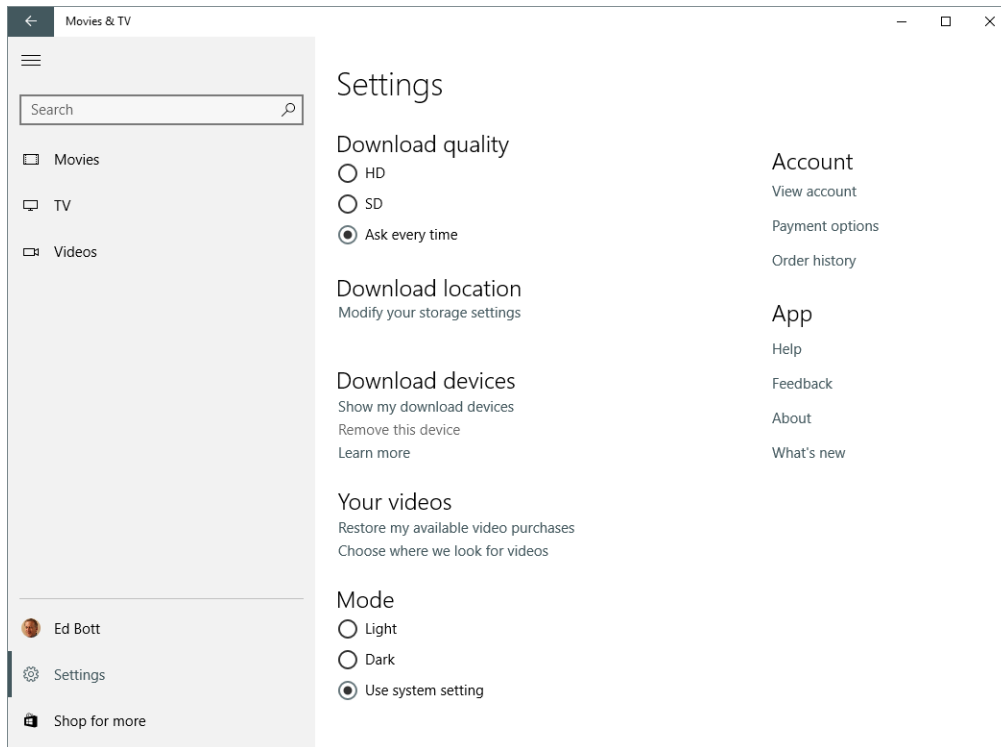 Movies & TV
Search
Movies
TV
Videos
Ed Bott
Settings
Shop for more
Settings
Download quality
HD
SD
Ask every time
Download location
Modify your storage settings
Download devices
Show my download devices
Remove this device
Learn more
Your videos
Restore my available video purchases
Choose where we look for videos
Mode
Light
Dark
Use system setting
Account
View account
Payment options
Order history
App
Help
Feedback
About
What's new